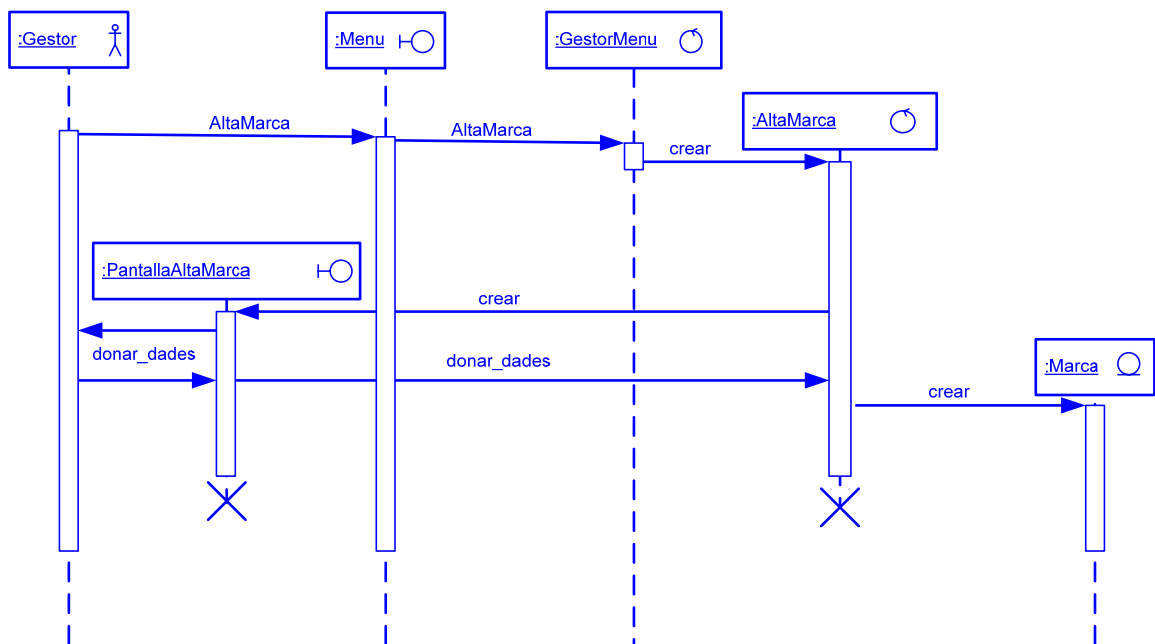 :Gestor
:Menu
:GestorMenu
:AltaMarca
AltaMarca
AltaMarca
crear
:PantallaAltaMarca
crear
donar_dades
donar_dades
:Marca
crear